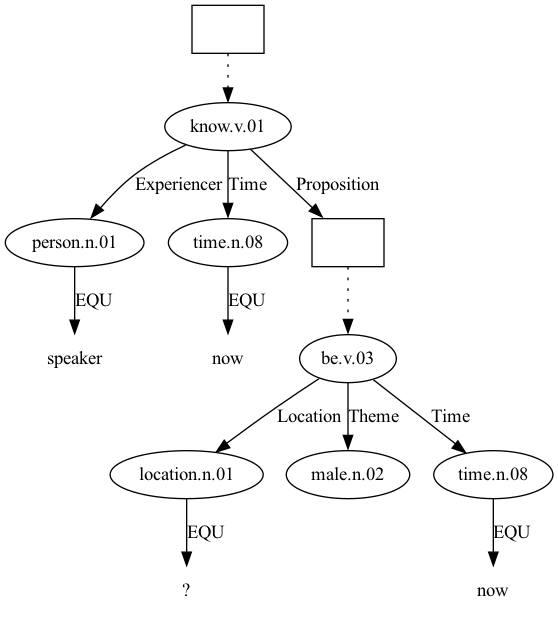 know.v.01
Experiencer Time Proposition
person.n.01 time.n.08
EQU EQU
speaker now be.v.03
Location Theme Time
location.n.01 male.n.02 time.n.08
EQU EQU
? now